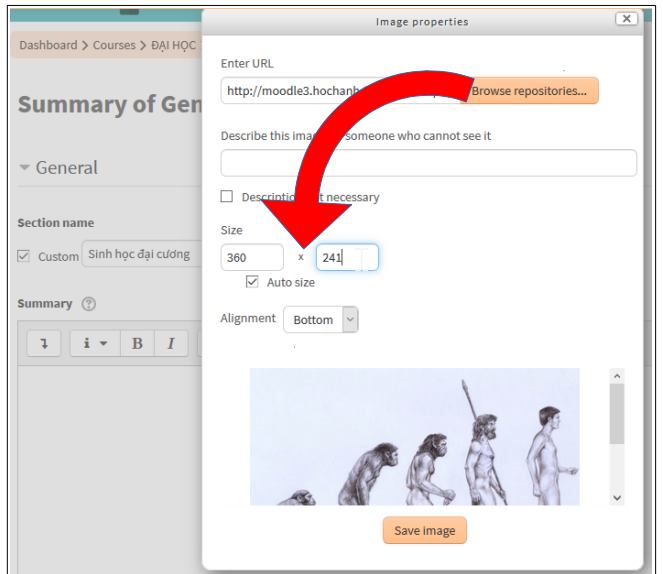 Image properties
Dashboard > Courses > ĐẠI HỌC
Summary of Gen
General
Section name
Custom Sinh học đại cương
Summary
B I
Enter URL
http://moodle3.hochanh
Browse repositories...
Describe this someone who cannot see it
Description necessary
Size
360 x 241
Auto size
Alignment Bottom
Save image